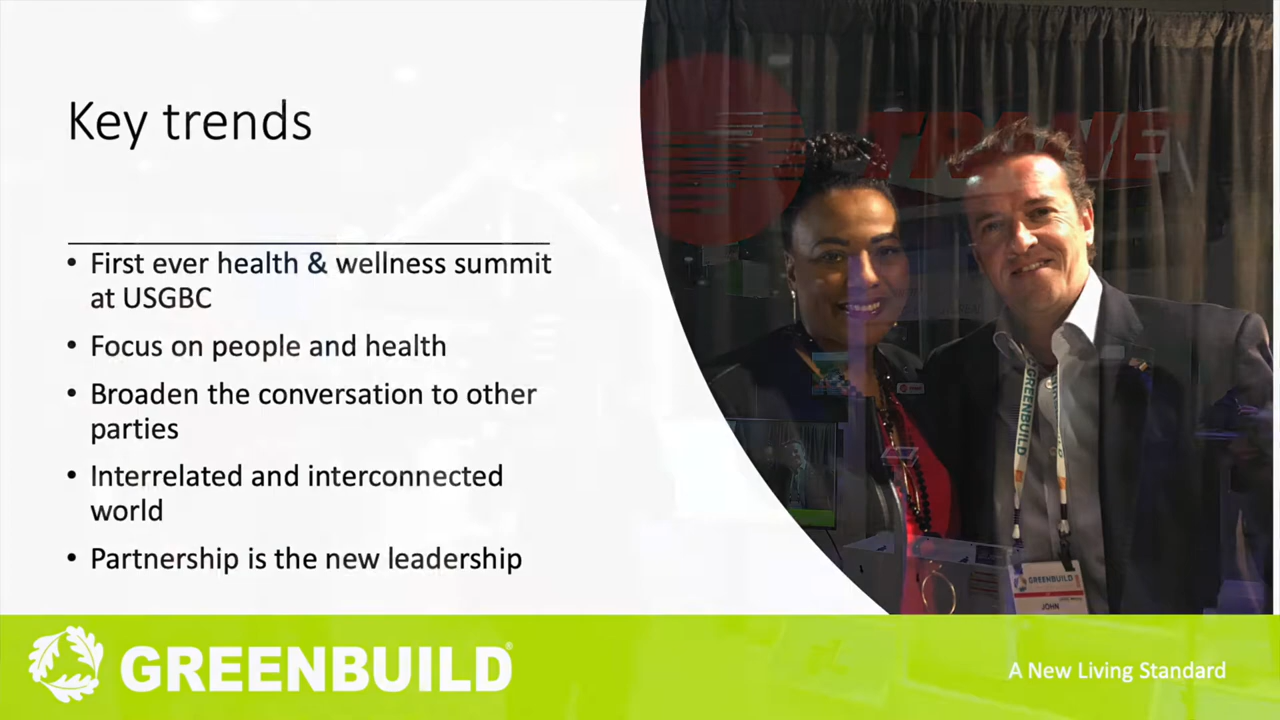 Key trends
• First ever health & wellness summit
at USGBC
• Focus on people and health
• Broaden the conversation to other
parties
• Interrelated and interconnected
world
• Partnership is the new leadership
TRANE
GREENBUILD
GREENBUILD
JOHN
GREENBUILD®
A New Living Standard